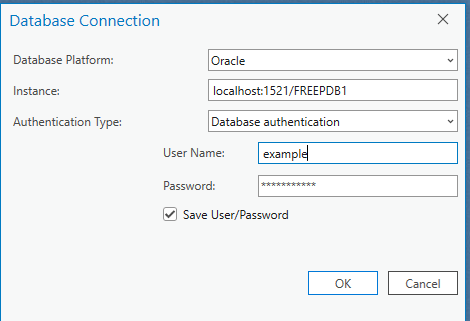 Database Connection
Database Platform: Oracle
Instance: localhost:1521/FREEPDB1
Authentication Type: Database authentication
User Name: example
Password: ***********
Save User/Password
OK Cancel